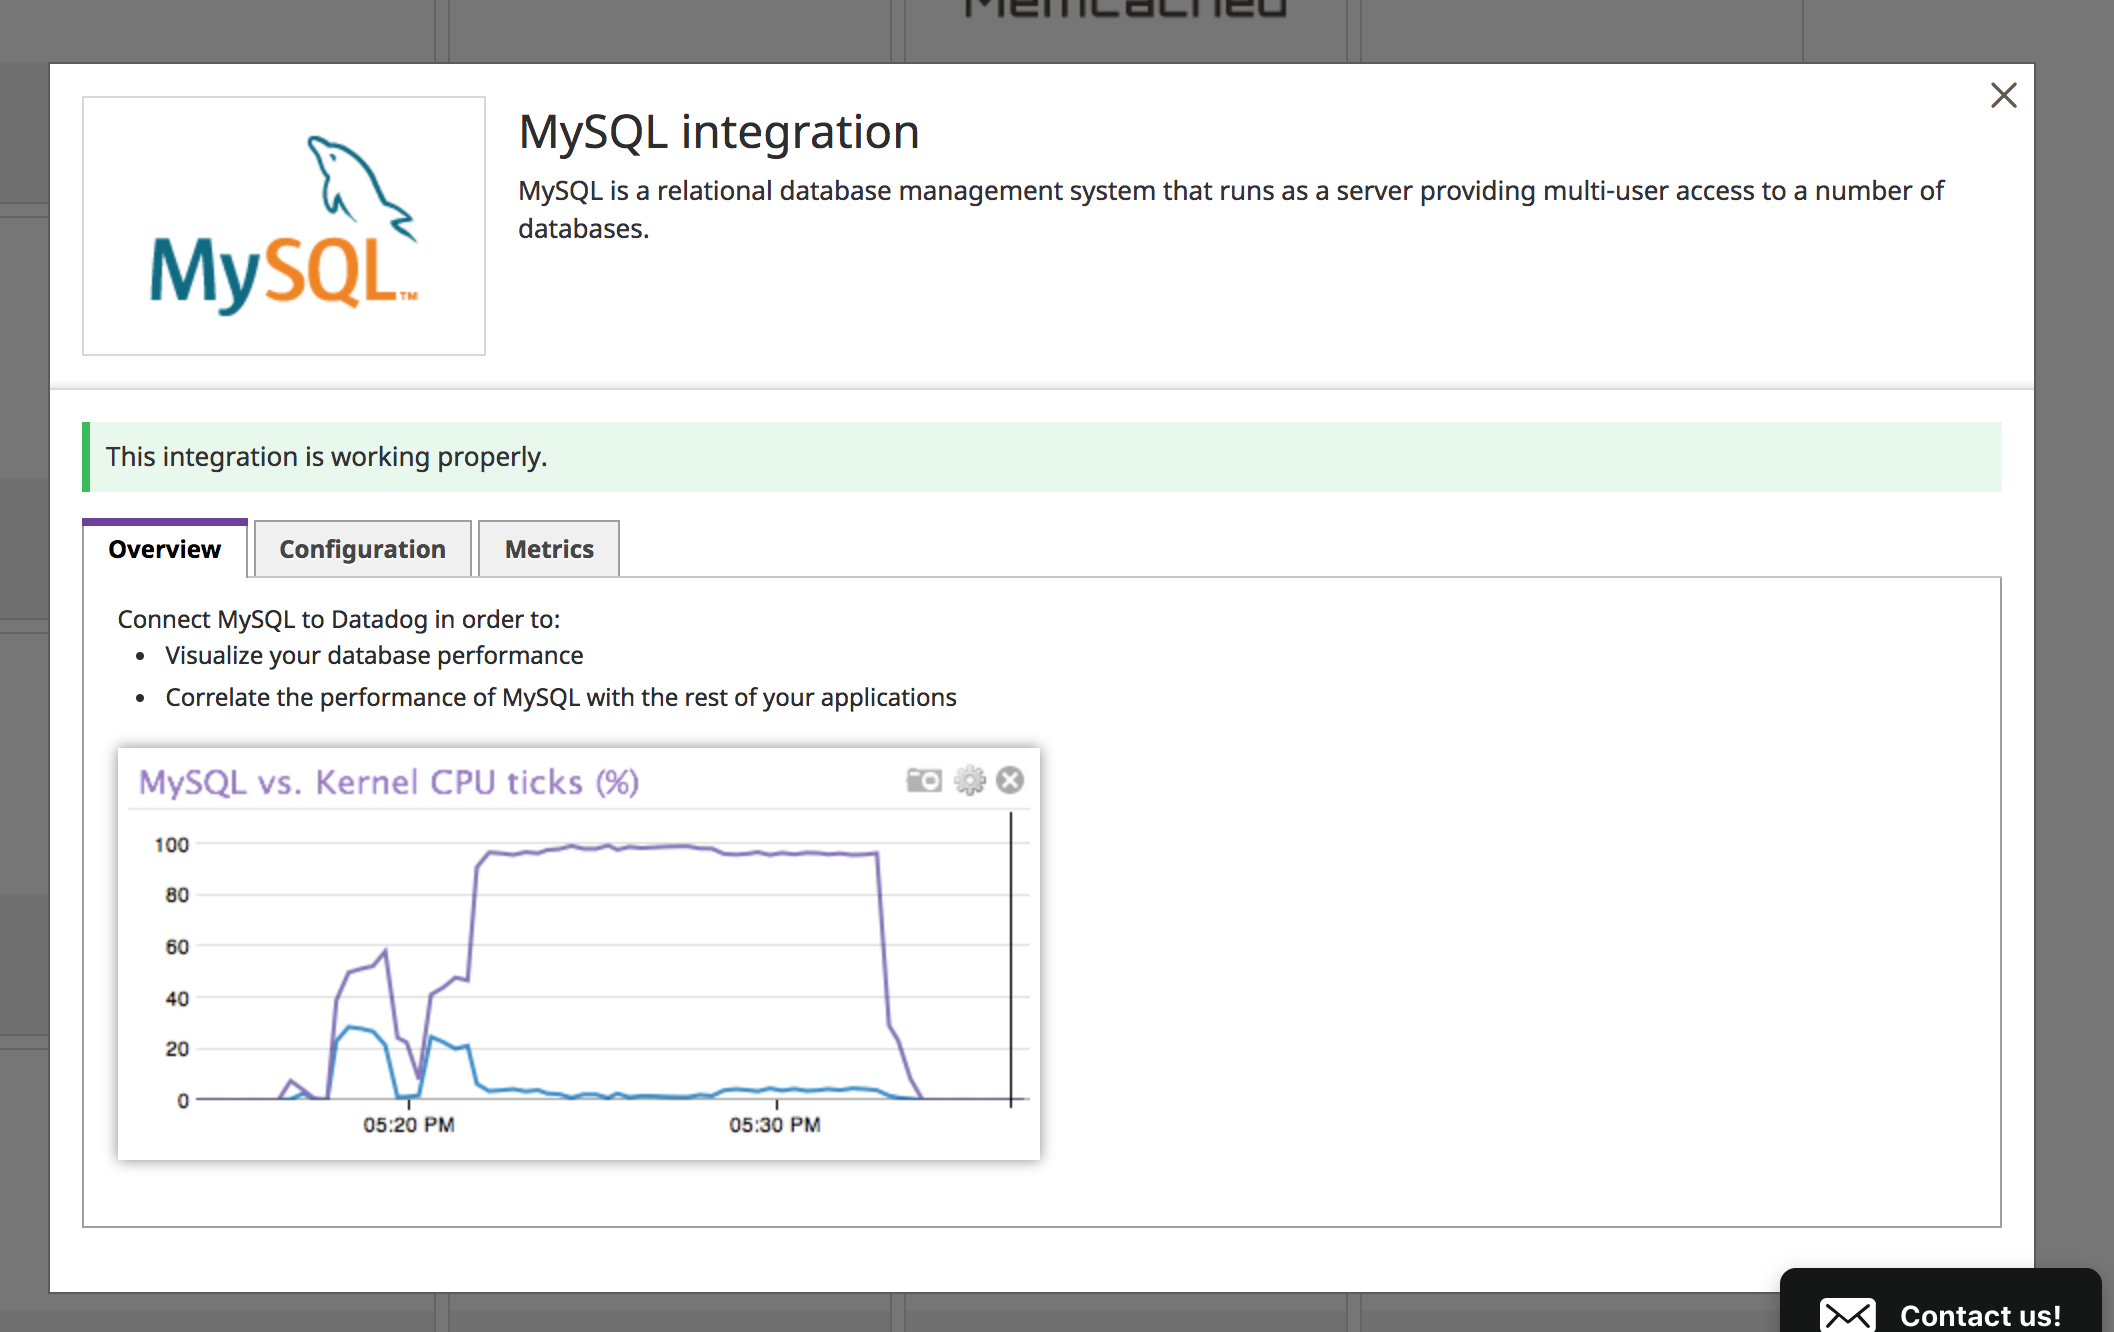 Memcached
MySQL™
MySQL integration
MySQL is a relational database management system that runs as a server providing multi-user access to a number of
databases.
This integration is working properly.
Overview
Configuration
Metrics
Connect MySQL to Datadog in order to:
• Visualize your database performance
• Correlate the performance of MySQL with the rest of your applications
MySQL vs. Kernel CPU ticks (%)
100
80
60
40
20
0
05:20 PM
05:30 PM
Contact us!